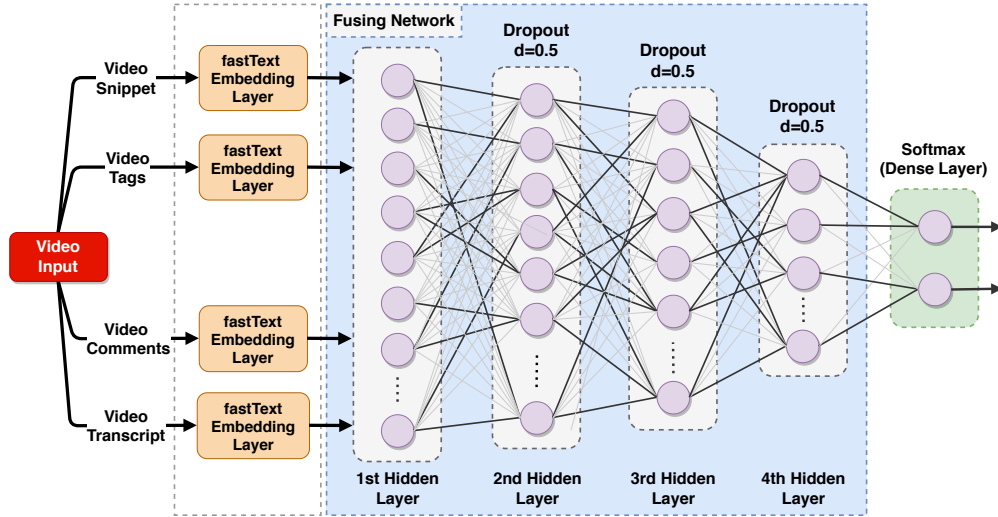 Fusing Network
Video
Snippet
fastText
Embedding
Layer
Dropout
d=0.5
Dropout
d=0.5
Dropout
d=0.5
Video
Tags
fastText
Embedding
Layer
Softmax
(Dense Layer)
Video
Input
Video
Comments
fastText
Embedding
Layer
Video
Transcript
fastText
Embedding
Layer
1st Hidden
Layer
2nd Hidden
Layer
3rd Hidden
Layer
4th Hidden
Layer